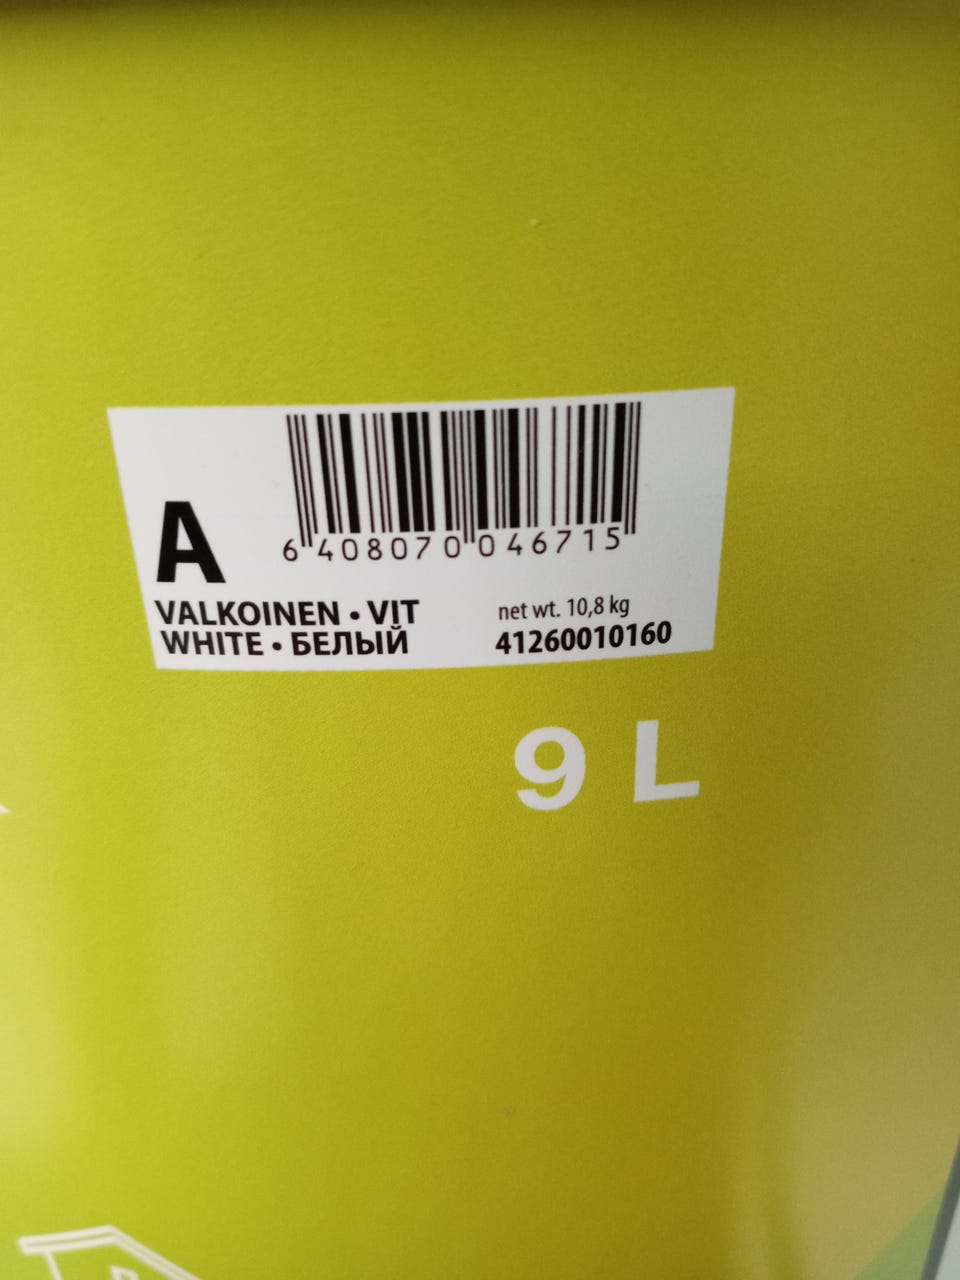 6 408070 046715
A
VALKOINEN • VIT
WHITE • БЕЛЫЙ
net wt. 10,8 kg
41260010160
9 L